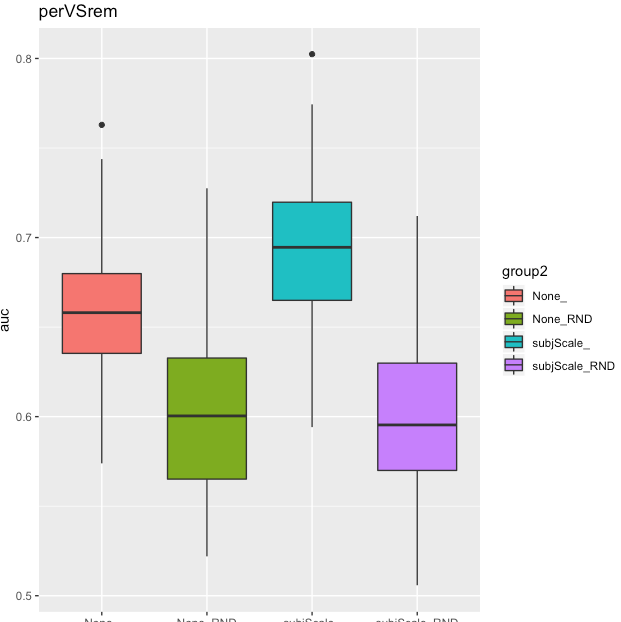 perVSrem
0.8
0.7
0.6
0.5
auc
group2
None_
None_RND
subjScale_
subjScale_RND